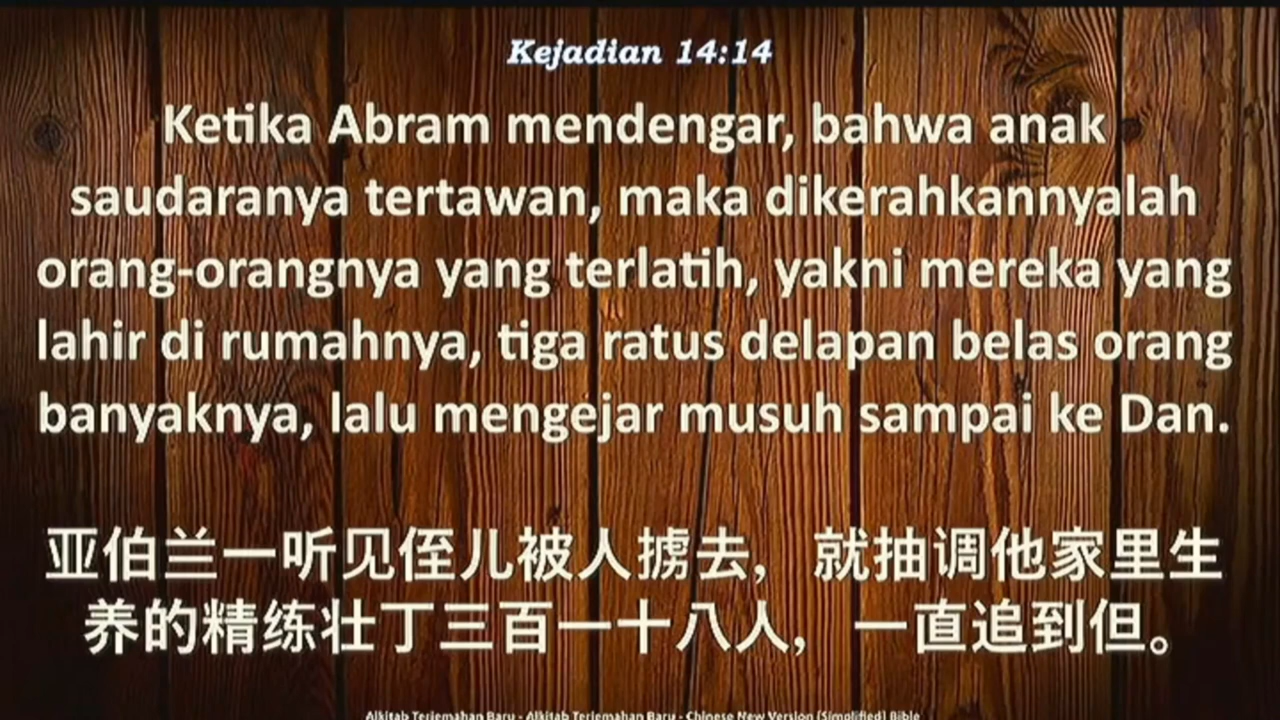 Kejadian 14:14
Ketika Abram mendengar, bahwa anak
saudaranya tertawan, maka dikerahkannyalah
orang-orangnya yang terlatih, yakni mereka yang
lahir di rumahnya, tiga ratus delapan belas orang
banyaknya, lalu mengejar musuh sampai ke Dan.
亚伯兰一听见侄儿被人掳去，就抽调他家里生
养的精练壮丁三百一十八人，一直追到但。
Alkitab Terjemahan Baru - Alkitab Terjemahan Baru - Chinese New Version (Simplified) Bible